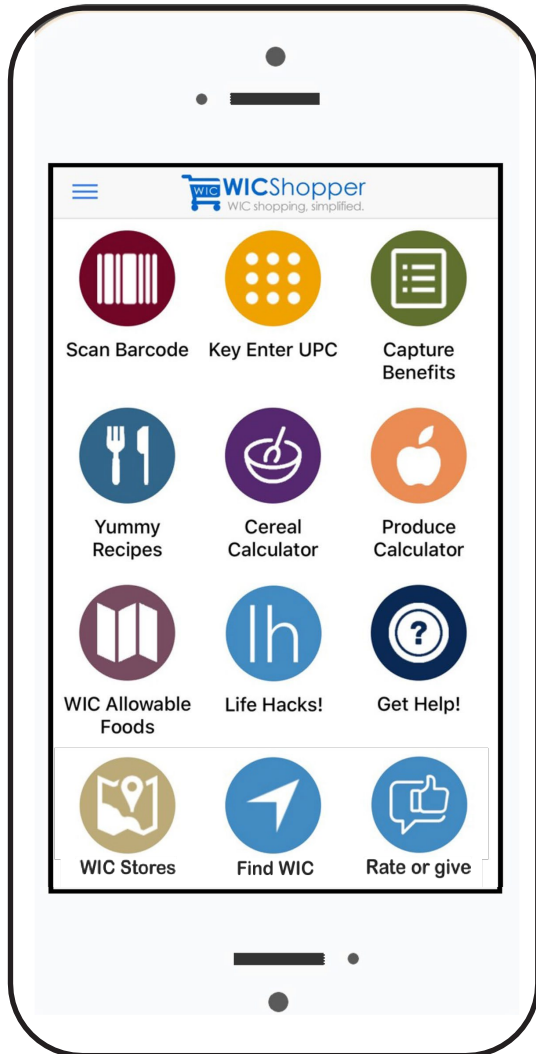 WIC WICShopper
WIC shopping, simplified.
Scan Barcode
Key Enter UPC
Capture
Benefits
Yummy
Recipes
Cereal
Calculator
Produce
Calculator
WIC Allowable
Foods
lh
Life Hacks!
?
Get Help!
WIC Stores
Find WIC
Rate or give